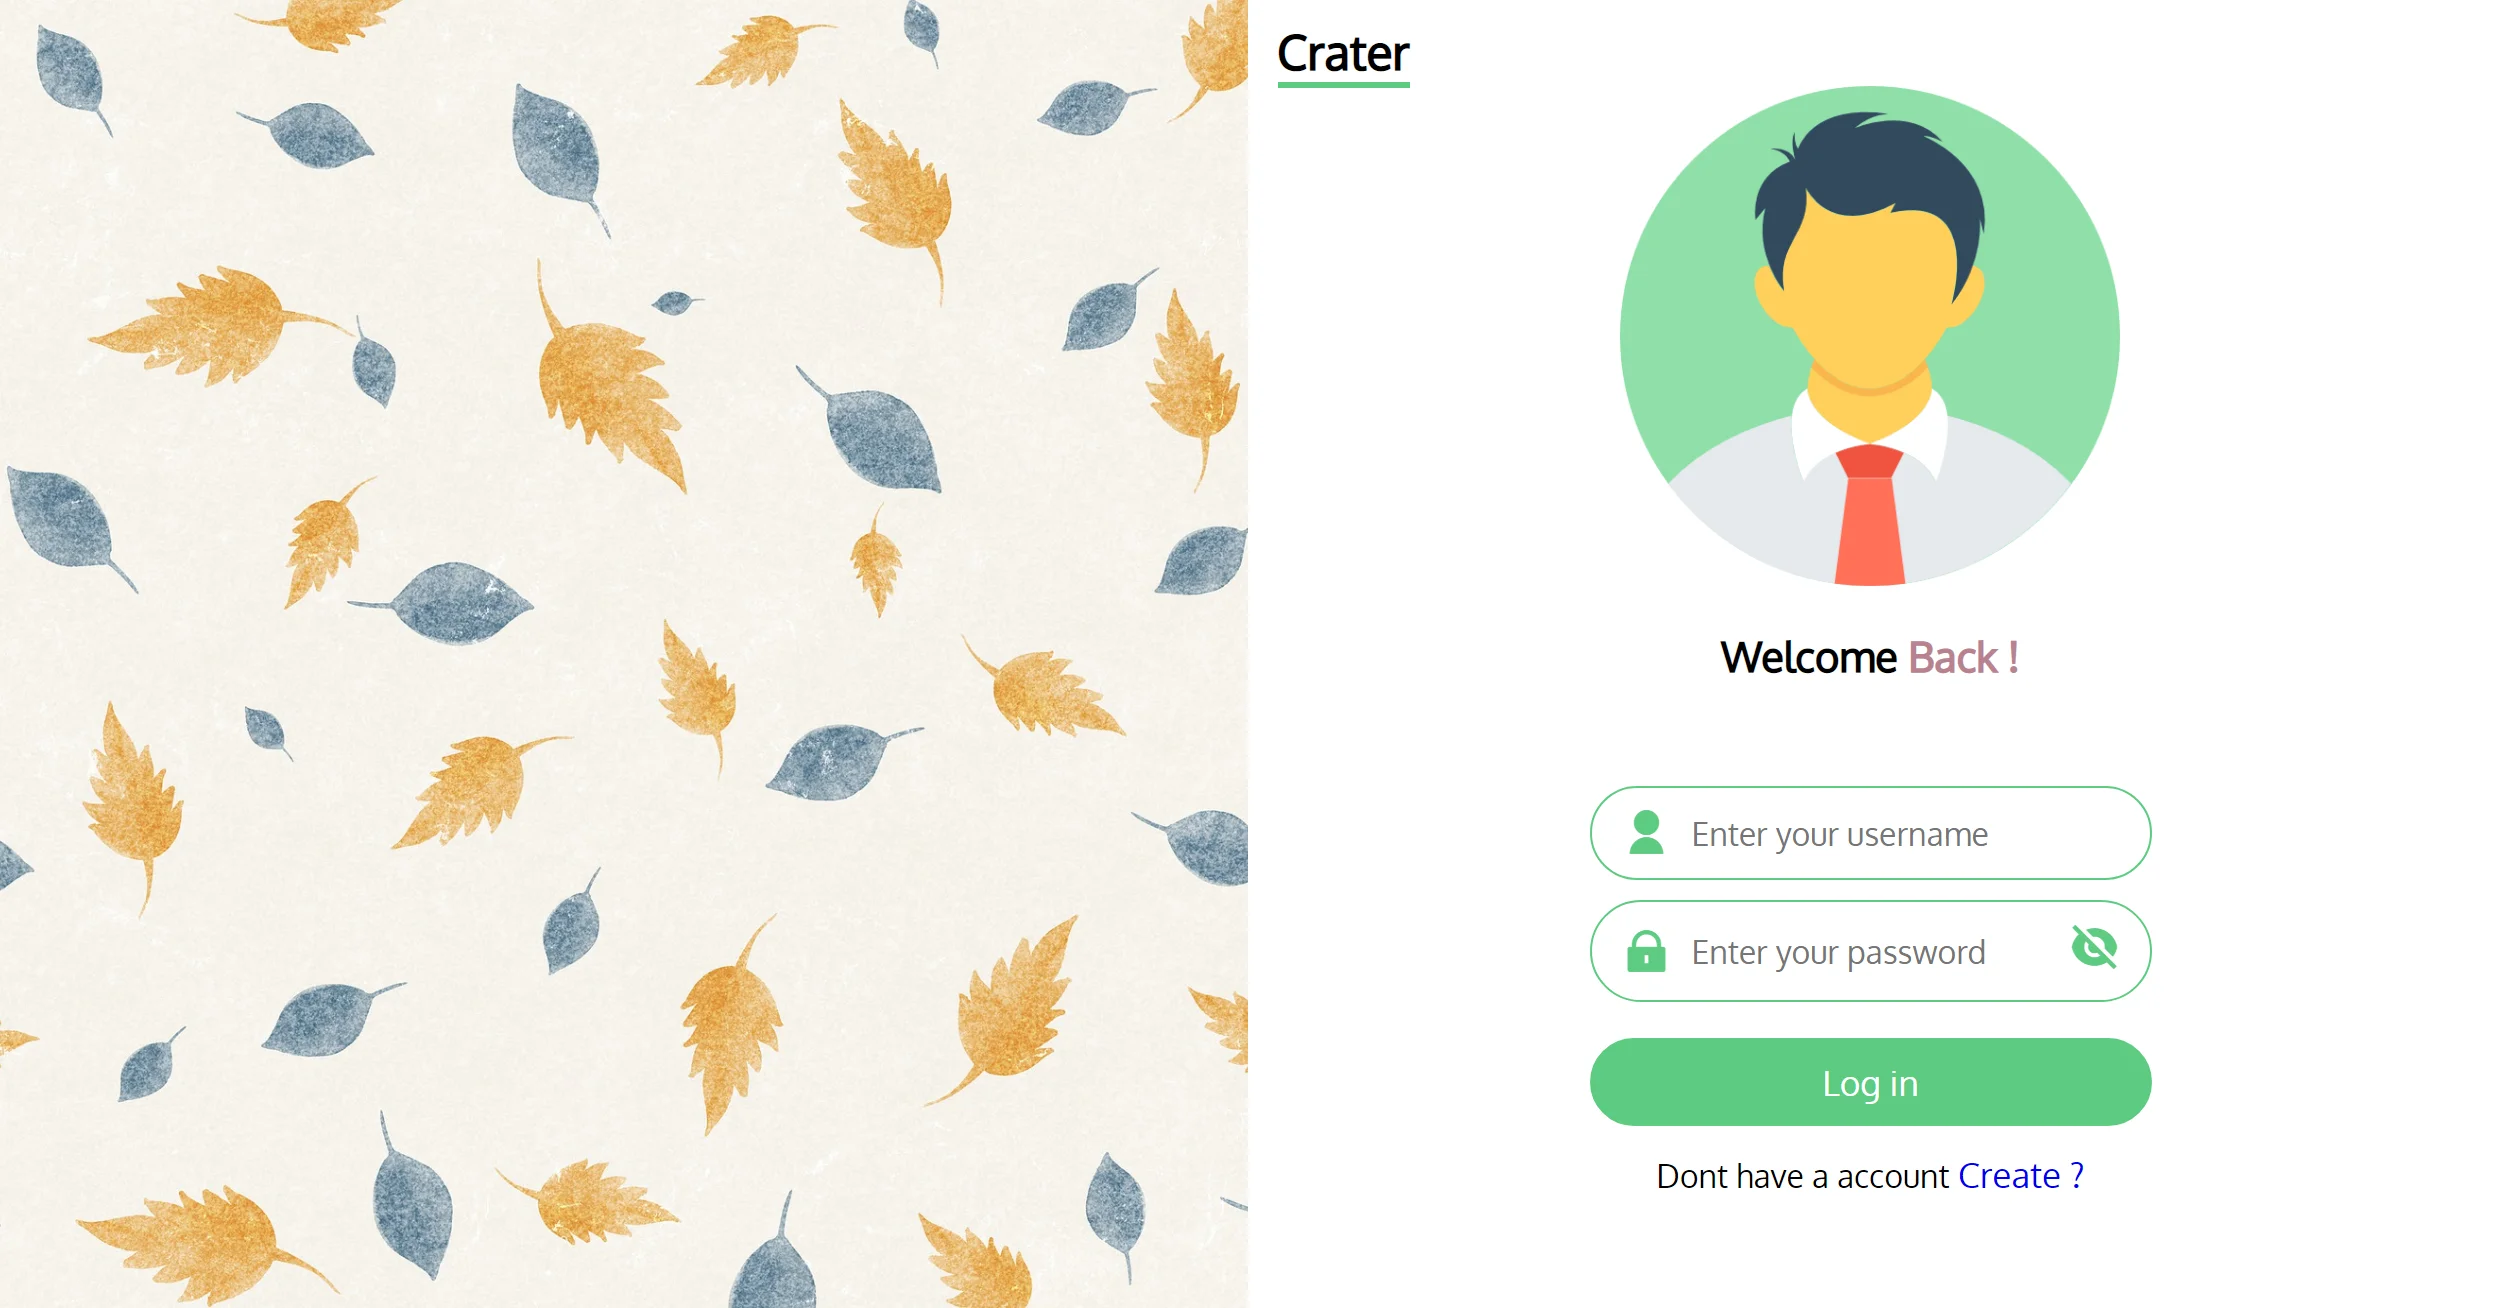 Crater
Welcome Back !
Enter your username
Enter your password
Log in
Dont have a account Create ?